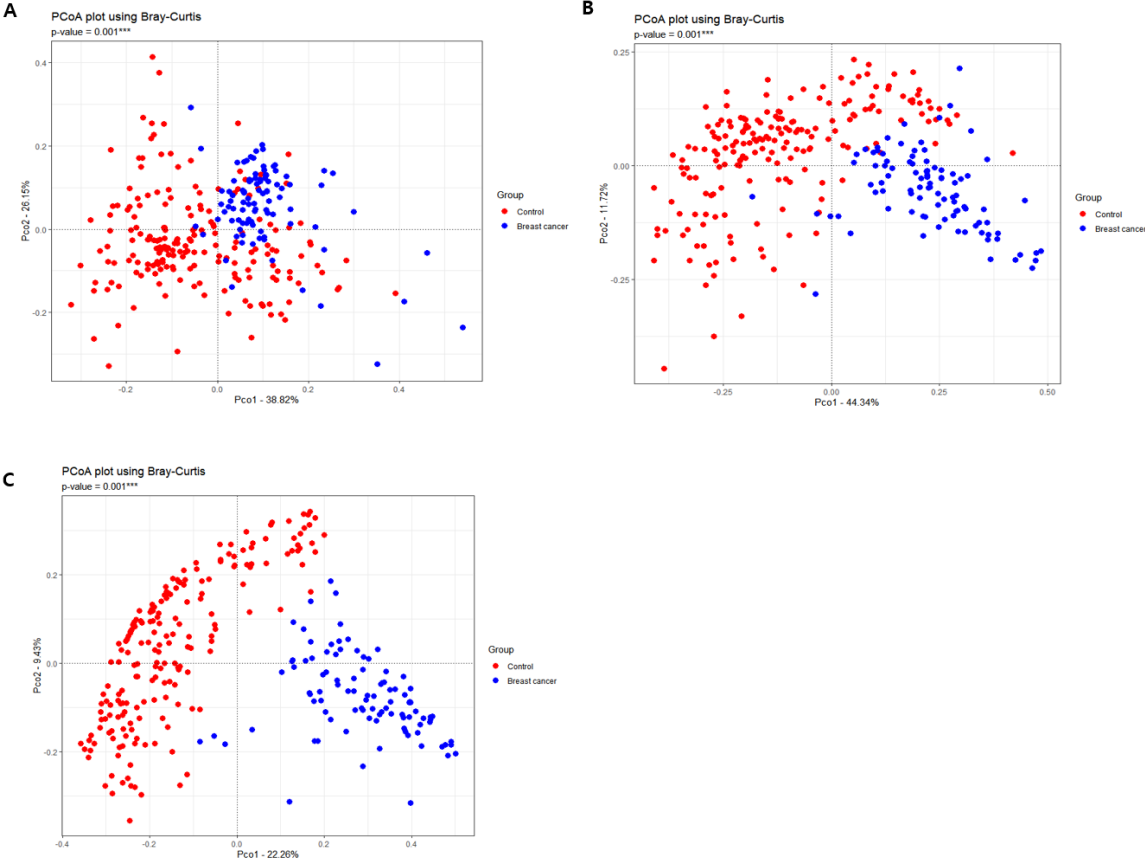 A
PCoA plot using Bray-Curtis
p-value = 0.001***
0.4
0.2
0.0
-0.2
Pco2 - 26.15%
-0.2
0.0
0.2
0.4
Pco1 - 38.82%
Group
Control
Breast cancer
B
PCoA plot using Bray-Curtis
p-value = 0.001***
0.25
0.00
-0.25
Pco2 - 11.72%
-0.25
0.00
0.25
0.50
Pco1 - 44.34%
Group
Control
Breast cancer
C
PCoA plot using Bray-Curtis
p-value = 0.001***
0.2
0.0
-0.2
Pco2 - 9.43%
-0.4
-0.2
0.0
0.2
0.4
Pco1 - 22.26%
Group
Control
Breast cancer